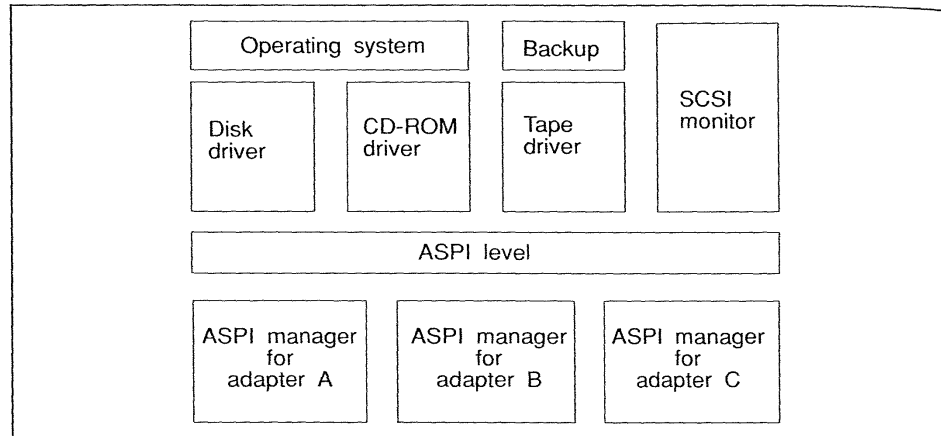 Operating system
Backup
SCSI
monitor
Disk
driver
CD-ROM
driver
Tape
driver
ASPI level
ASPI manager
for
adapter A
ASPI manager
for
adapter B
ASPI manager
for
adapter C